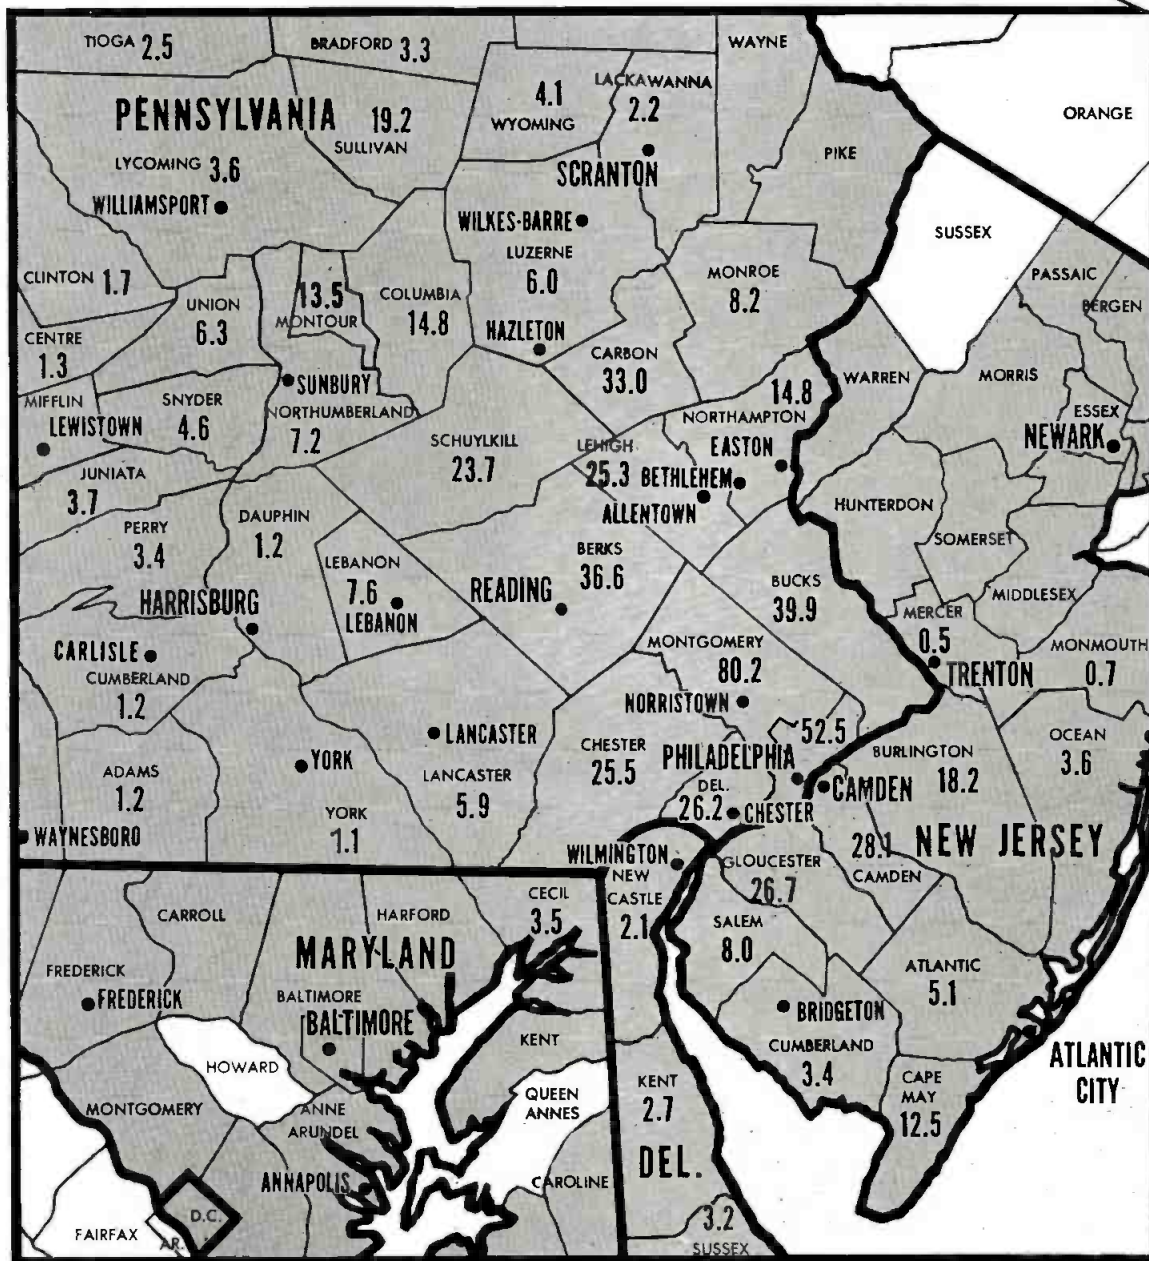 TIOGA 2.5
BRADFORD 3.3
WAYNE
LACKAWANNA
2.2
4.1
WYOMING
ORANGE
PENNSYLVANIA
19.2
SULLIVAN
LYCOMING 3.6
PIKE
SCRANTON
WILLIAMSPORT
WILKES-BARRE
LUZERNE
6.0
SUSSEX
CLINTON 1.7
UNION
6.3
13.5
MONTOUR
COLUMBIA
14.8
MONROE
8.2
PASSAIC
BERGEN
HAZLETON
CENTRE
1.3
CARBON
33.0
14.8
NORTHAMPTON
WARREN
MORRIS
ESSEX
NEWARK
MIFFLIN
LEWISTOWN
SNYDER
4.6
SUNBURY
NORTHUMBERLAND
7.2
SCHUYLKILL
23.7
LEHIGH
25.3
EASTON
BETHLEHEM
ALLENTOWN
JUNIATA
3.7
HUNTERDON
PERRY
3.4
DAUPHIN
1.2
SOMERSET
LEBANON
7.6
LEBANON
READING
BERKS
36.6
BUCKS
39.9
MIDDLESEX
HARRISBURG
MERCER
0.5
TRENTON
MONMOUTH
0.7
CARLISLE
CUMBERLAND
1.2
MONTGOMERY
80.2
NORRISTOWN
LANCASTER
CHESTER
25.5
PHILADELPHIA
52.5
BURLINGTON
18.2
OCEAN
3.6
ADAMS
1.2
YORK
LANCASTER
5.9
DEL.
26.2
CHESTER
CAMDEN
WAYNESBORO
YORK
1.1
28.1
CAMDEN
NEW JERSEY
WILMINGTON
NEW
CASTLE
2.1
GLOUCESTER
26.7
CARROLL
HARFORD
CECIL
3.5
SALEM
8.0
MARYLAND
FREDERICK
FREDERICK
BALTIMORE
BALTIMORE
ATLANTIC
5.1
BRIDGETON
CUMBERLAND
3.4
KENT
HOWARD
ATLANTIC
CITY
CAPE
MAY
12.5
KENT
2.7
QUEEN
ANNES
MONTGOMERY
ANNE
ARUNDEL
DEL.
ANNAPOLIS
CAROLINE
D.C.
FAIRFAX
AR.
3.2
SUSSEX